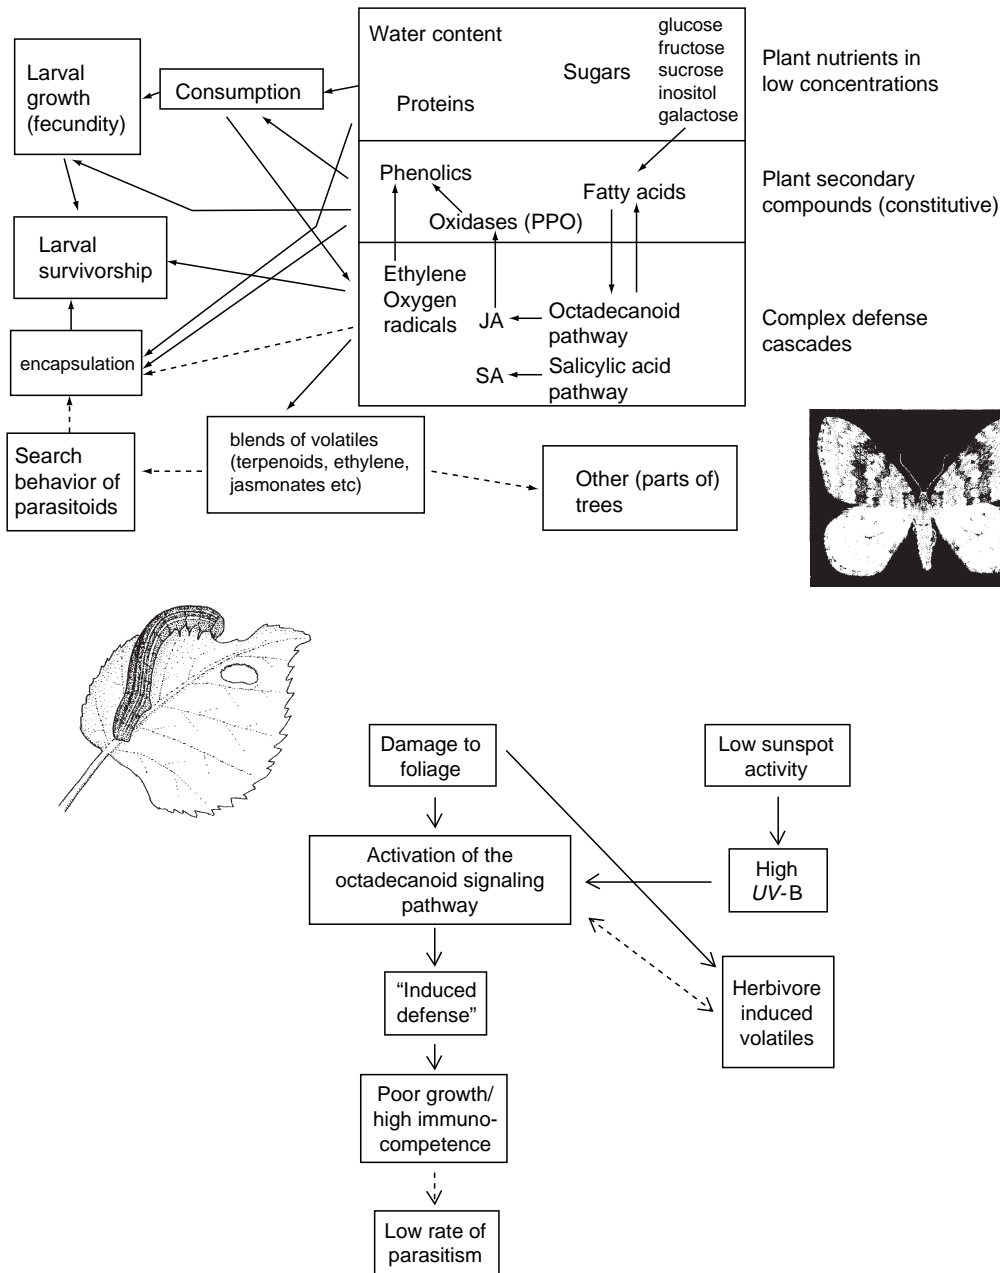 Larval
growth
(fecundity)
Consumption
Water content
Proteins
Sugars
glucose
fructose
sucrose
inositol
galactose
Plant nutrients in
low concentrations
Phenolics
Oxidases (PPO)
Fatty acids
Plant secondary
compounds (constitutive)
Larval
survivorship
Ethylene
Oxygen
radicals
JA
Octadecanoid
pathway
SA
Salicylic acid
pathway
Complex defense
cascades
encapsulation
Search
behavior of
parasitoids
blends of volatiles
(terpenoids, ethylene,
jasmonates etc)
Other (parts of)
trees
Damage to
foliage
Low sunspot
activity
Activation of the
octadecanoid signaling
pathway
High
UV-B
“Induced
defense”
Herbivore
induced
volatiles
Poor growth/
high immuno-
competence
Low rate of
parasitism